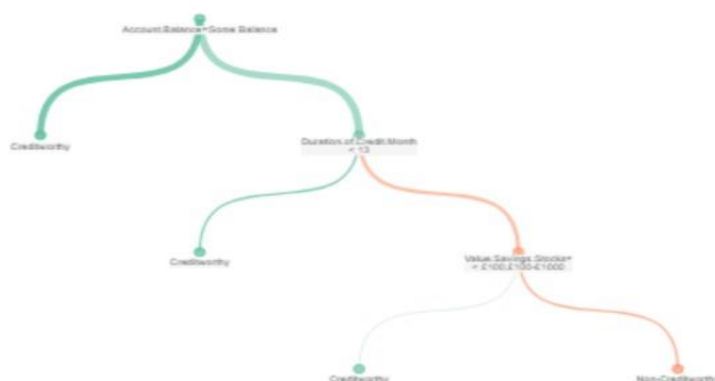 Account.Balance=Some Balance
Creditworthy
Duration.of.Credit.Month
< 13
Creditworthy
Value.Savings.Stocks=
< £100,£100-£1000
Creditworthy
Non-Creditworthy